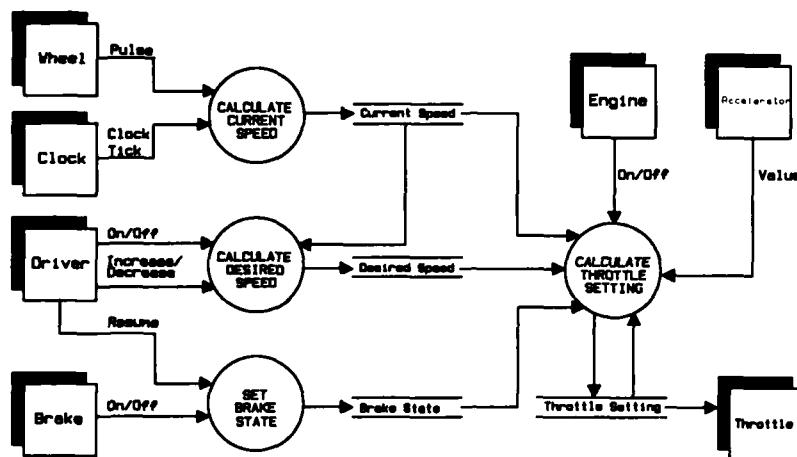 Wheel
Pulse
CALCULATE
CURRENT
SPEED
Current Speed
Clock
Clock
Tick
Engine
On/Off
Accelerator
Value
Driver
On/Off
Increase/
Decrease
Resume
CALCULATE
DESIRED
SPEED
Desired Speed
CALCULATE
THROTTLE
SETTING
Brake
On/Off
SET
BRAKE
STATE
Brake State
Throttle Setting
Throttle